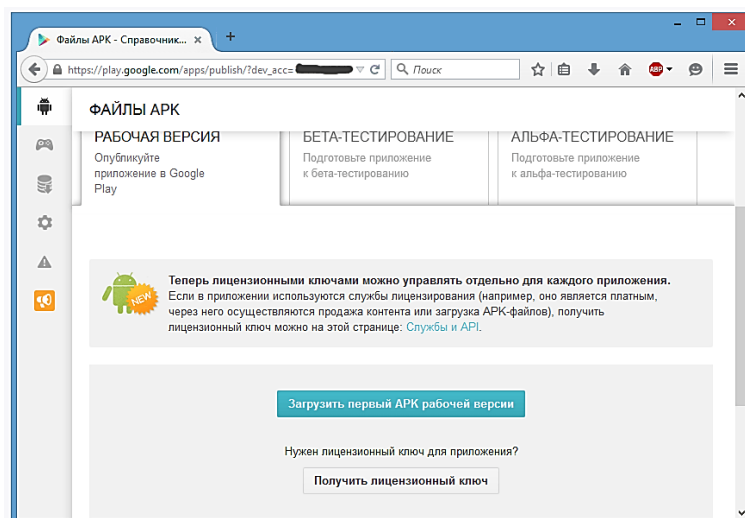 Файлы APK - Справочник...
https://play.google.com/apps/publish/?dev_acc=
Поиск
ABP
ФАЙЛЫ APK
РАБОЧАЯ ВЕРСИЯ
Опубликуйте
приложение в Google
Play
БЕТА-ТЕСТИРОВАНИЕ
Подготовьте приложение
к бета-тестированию
АЛЬФА-ТЕСТИРОВАНИЕ
Подготовьте приложение
к альфа-тестированию
NEW
Теперь лицензионными ключами можно управлять отдельно для каждого приложения.
Если в приложении используются службы лицензирования (например, оно является платным,
через него осуществляются продажа контента или загрузка APK-файлов), получить
лицензионный ключ можно на этой странице: Службы и API.
Загрузить первый APK рабочей версии
Нужен лицензионный ключ для приложения?
Получить лицензионный ключ